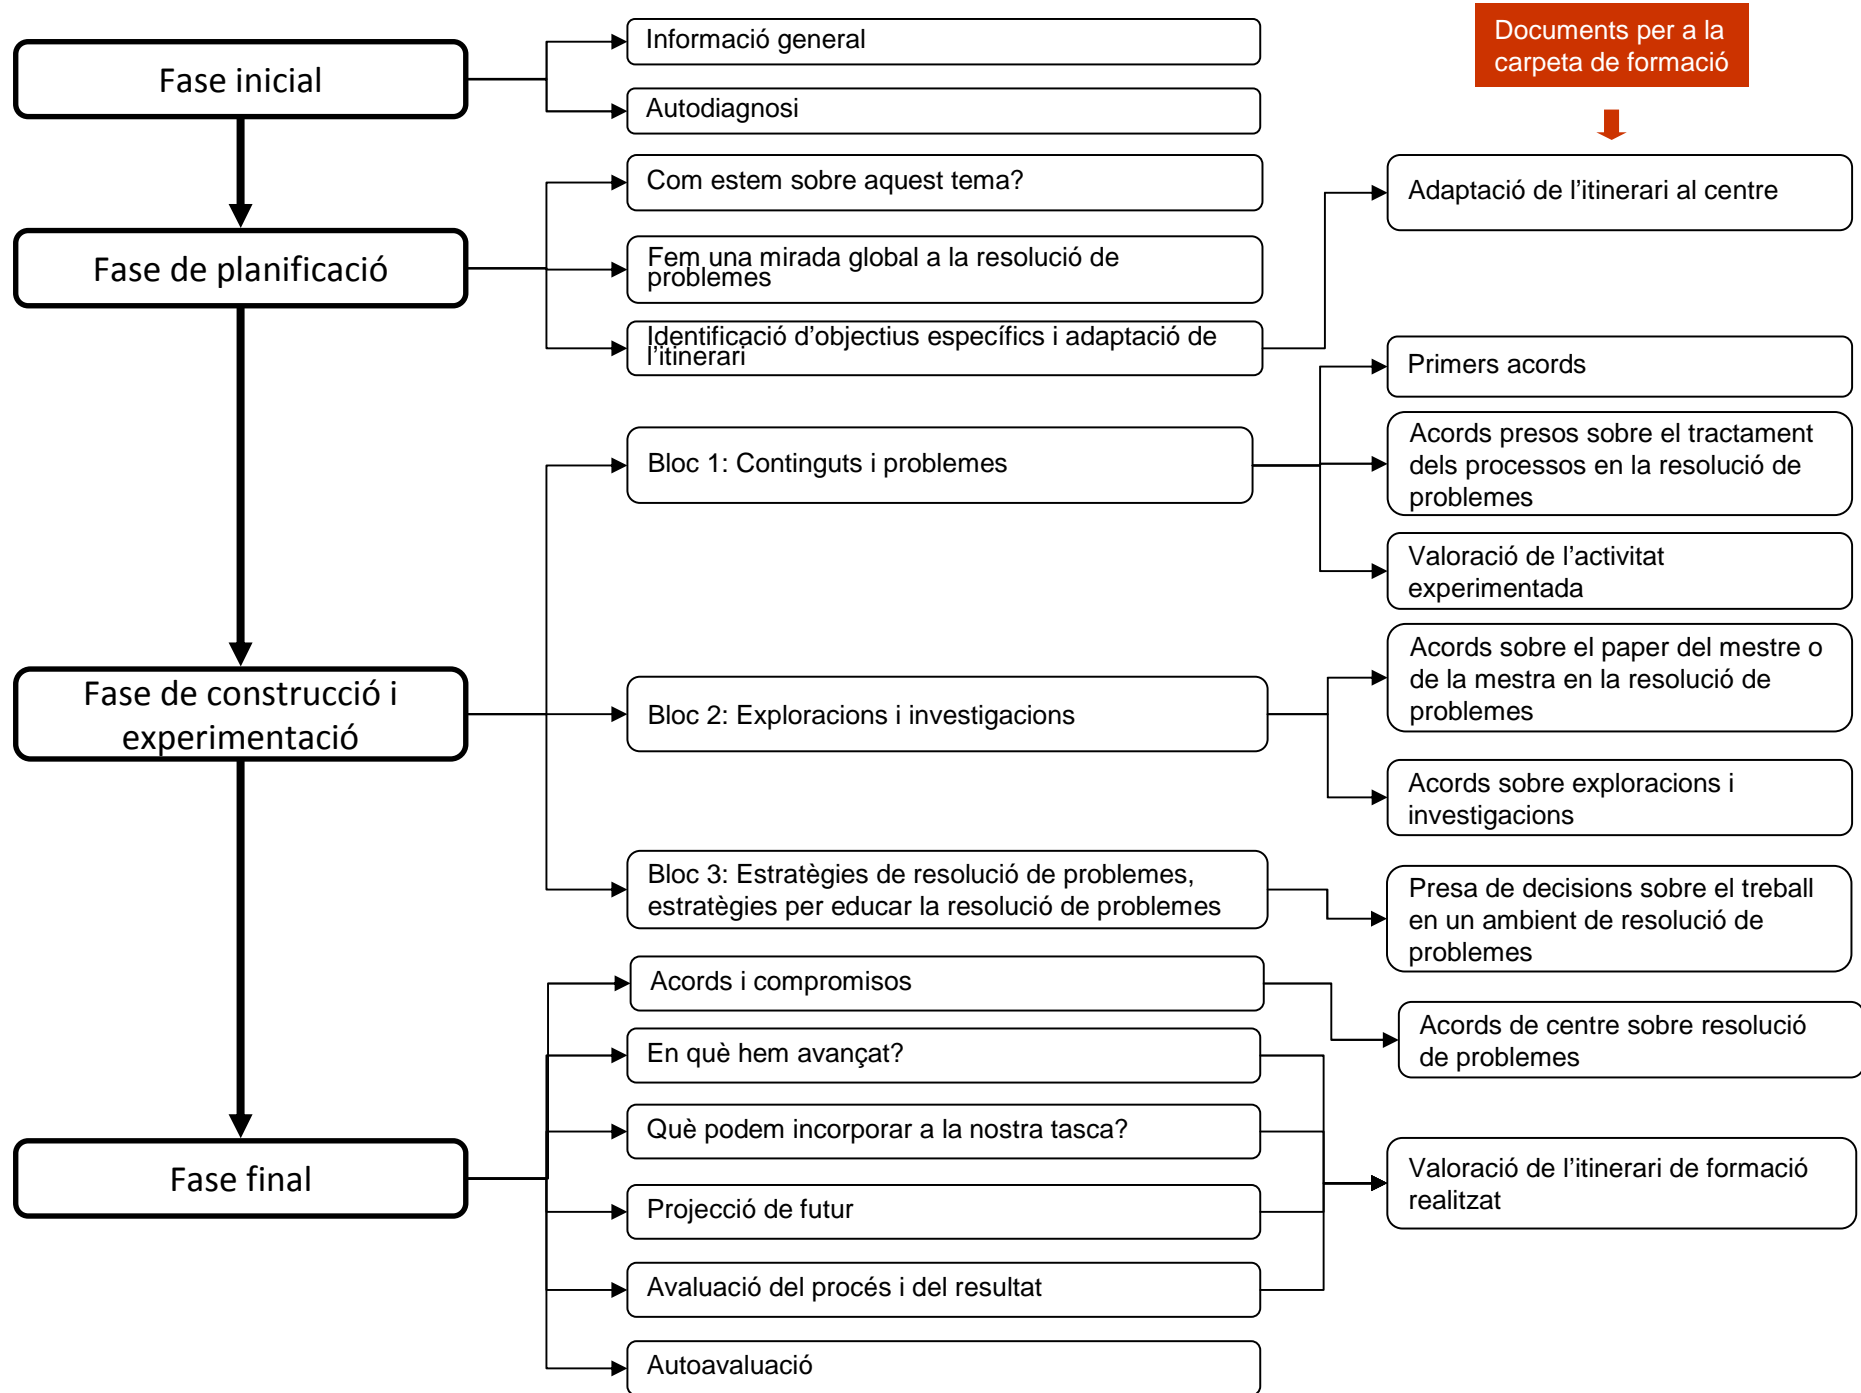 Fase inicial
Informació general
Autodiagnosi
Documents per a la
carpeta de formació
Fase de planificació
Com estem sobre aquest tema?
Fem una mirada global a la resolució de
problemes
Identificació d’objectius específics i adaptació de
l’itinerari
Adaptació de l’itinerari al centre
Fase de construcció i
experimentació
Bloc 1: Continguts i problemes
Primers acords
Acords presos sobre el tractament
dels processos en la resolució de
problemes
Valoració de l’activitat
experimentada
Bloc 2: Exploracions i investigacions
Acords sobre el paper del mestre o
de la mestra en la resolució de
problemes
Acords sobre exploracions i
investigacions
Bloc 3: Estratègies de resolució de problemes,
estratègies per educar la resolució de problemes
Presa de decisions sobre el treball
en un ambient de resolució de
problemes
Fase final
Acords i compromisos
Acords de centre sobre resolució
de problemes
En què hem avançat?
Què podem incorporar a la nostra tasca?
Projecció de futur
Avaluació del procés i del resultat
Valoració de l’itinerari de formació
realitzat
Autoavaluació